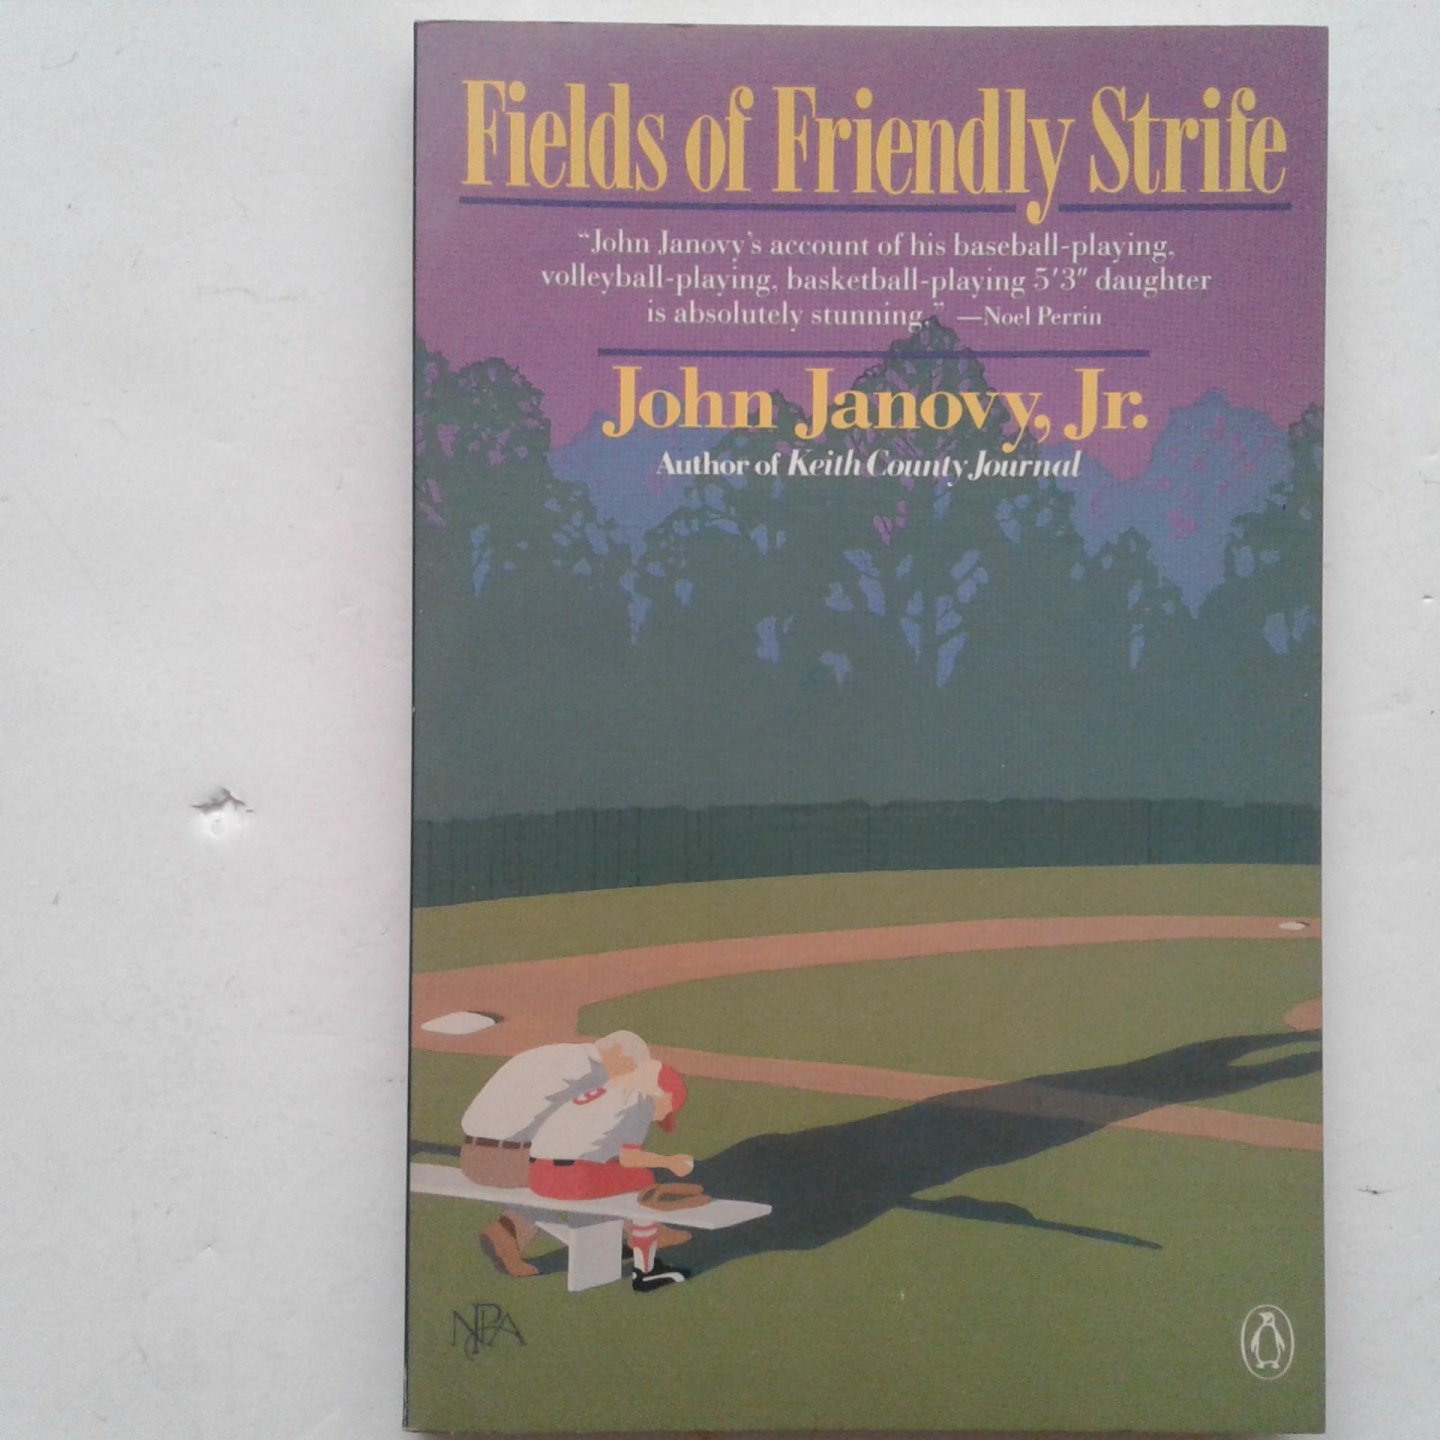 Fields of Friendly Strife
“John Janovy’s account of his baseball-playing,
volleyball-playing, basketball-playing 5′3″ daughter
is absolutely stunning.” —Noel Perrin
John Janovy, Jr.
Author of Keith County Journal